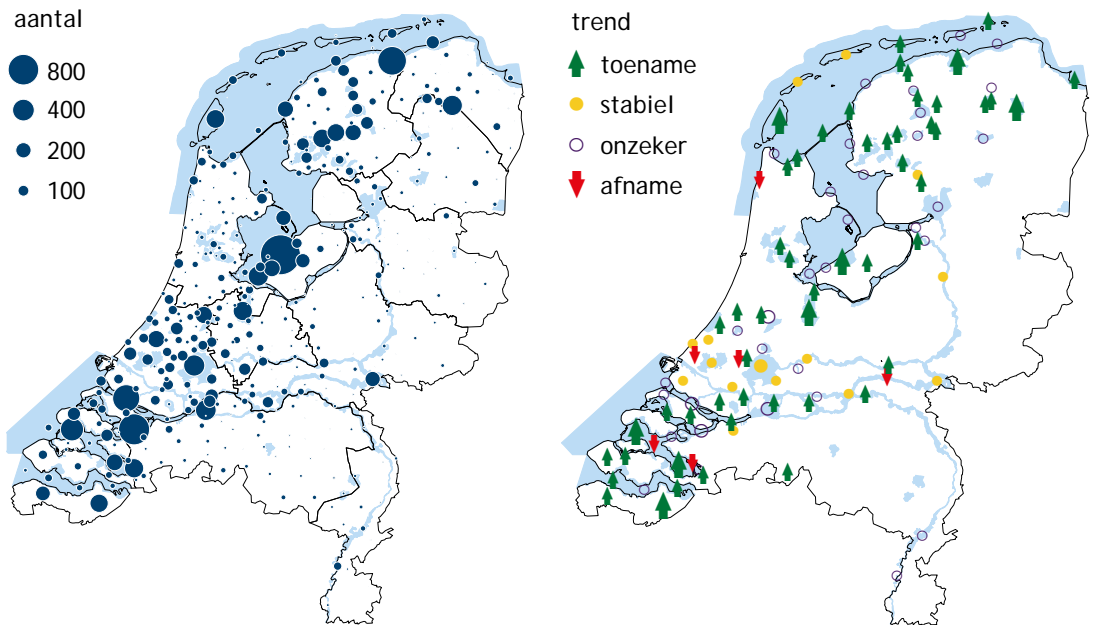 aantal
800
400
200
100
trend
toename
stabiel
onzeker
afname